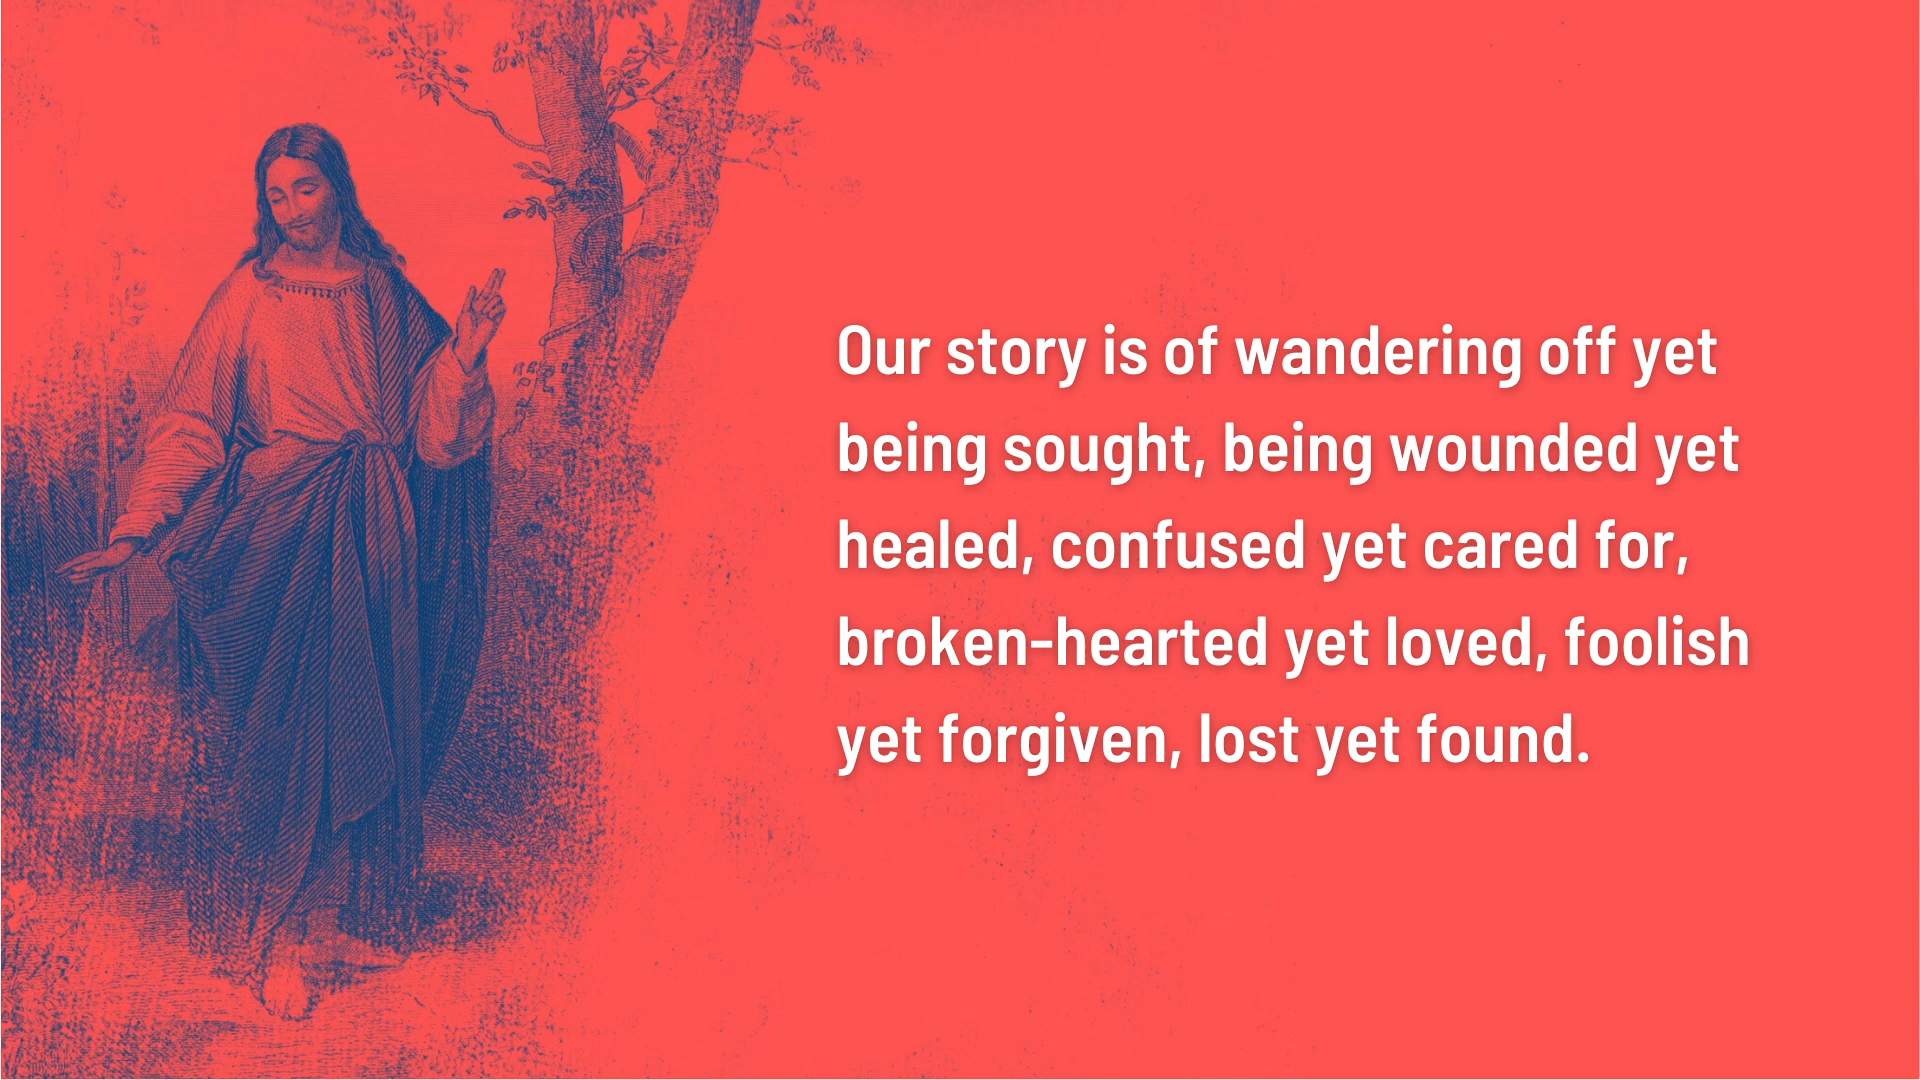 Our story is of wandering off yet
being sought, being wounded yet
healed, confused yet cared for,
broken-hearted yet loved, foolish
yet forgiven, lost yet found.